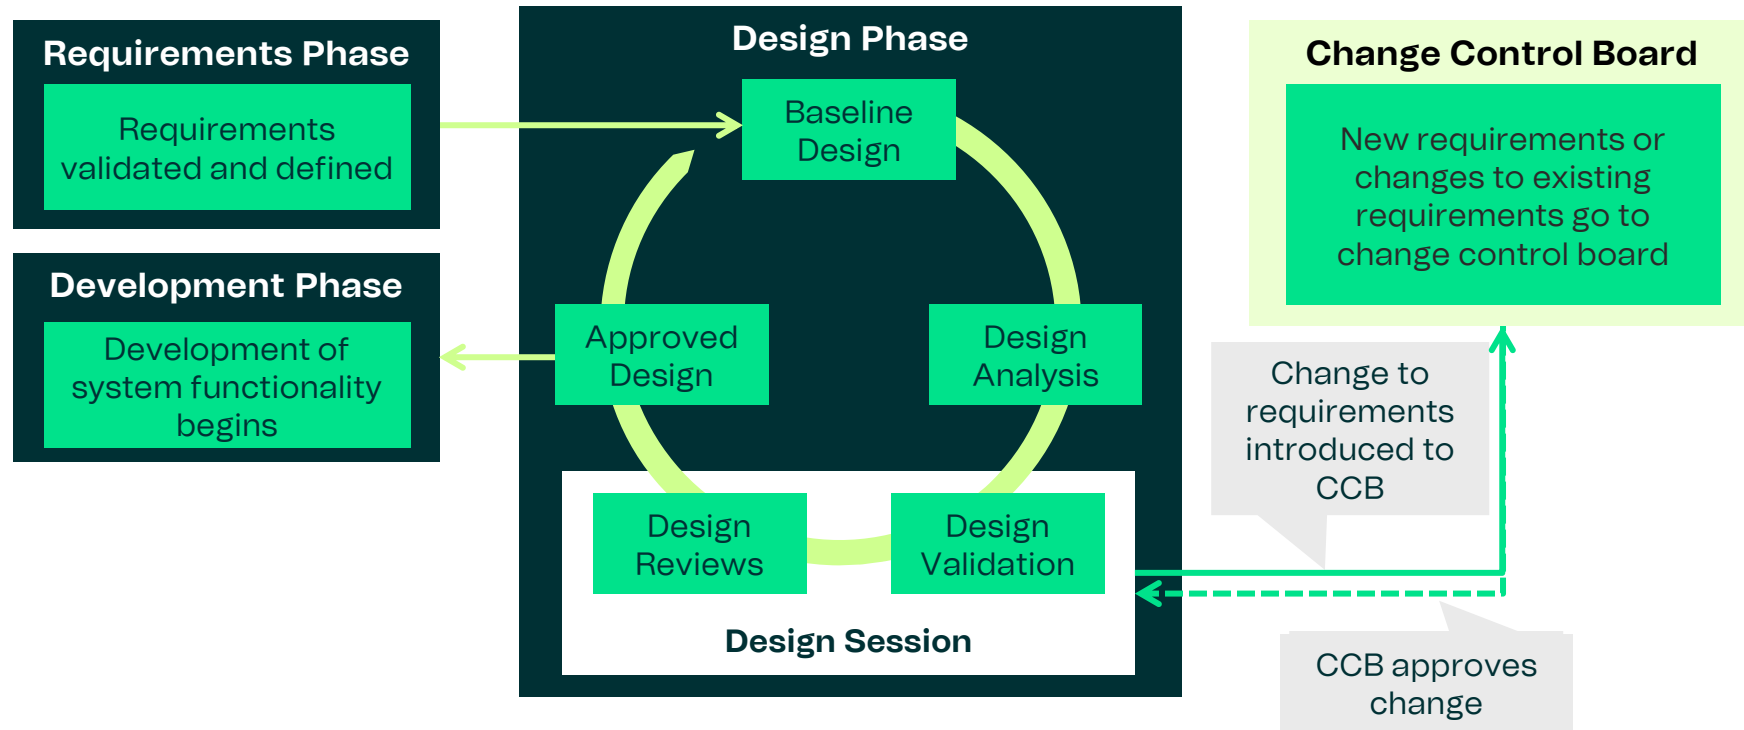 Requirements Phase
Requirements
validated and defined
Development Phase
Development of
system functionality
begins
Design Phase
Baseline
Design
Design
Analysis
Design
Validation
Design
Reviews
Approved
Design
Design Session
Change Control Board
New requirements or
changes to existing
requirements go to
change control board
Change to
requirements
introduced to
CCB
CCB approves
change